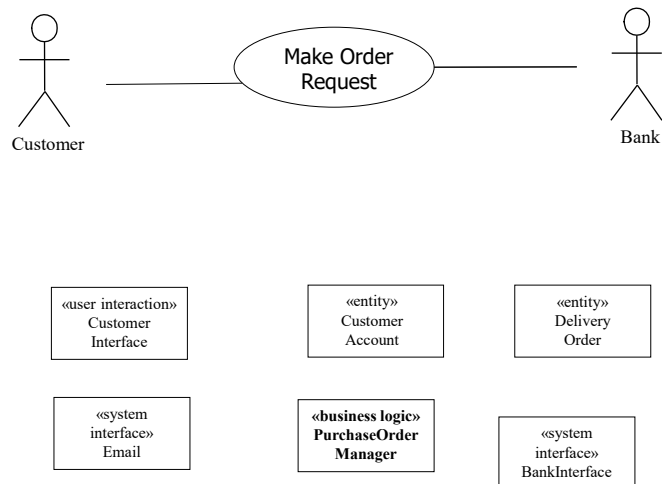 Make Order
Request
Customer
Bank
«user interaction»
Customer
Interface
«entity»
Customer
Account
«entity»
Delivery
Order
«system
interface»
Email
«business logic»
PurchaseOrder
Manager
«system
interface»
BankInterface